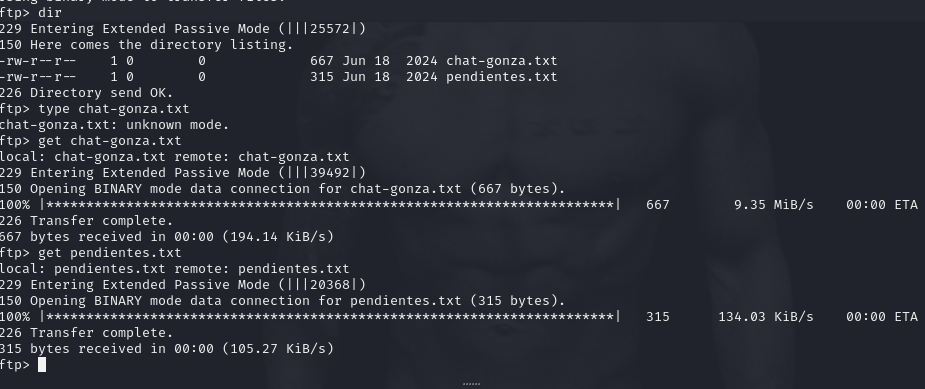 ftp> dir
229 Entering Extended Passive Mode (|||25572|)
150 Here comes the directory listing.
-rw-r--r--    1 0        0             667 Jun 18  2024 chat-gonza.txt
-rw-r--r--    1 0        0             315 Jun 18  2024 pendientes.txt
226 Directory send OK.
ftp> type chat-gonza.txt
chat-gonza.txt: unknown mode.
ftp> get chat-gonza.txt
local: chat-gonza.txt remote: chat-gonza.txt
229 Entering Extended Passive Mode (|||39492|)
150 Opening BINARY mode data connection for chat-gonza.txt (667 bytes).
100% |*************************************************************************|   667        9.35 MiB/s    00:00 ETA
226 Transfer complete.
667 bytes received in 00:00 (194.14 KiB/s)
ftp> get pendientes.txt
local: pendientes.txt remote: pendientes.txt
229 Entering Extended Passive Mode (|||20368|)
150 Opening BINARY mode data connection for pendientes.txt (315 bytes).
100% |*************************************************************************|   315      134.03 KiB/s    00:00 ETA
226 Transfer complete.
315 bytes received in 00:00 (105.27 KiB/s)
ftp>